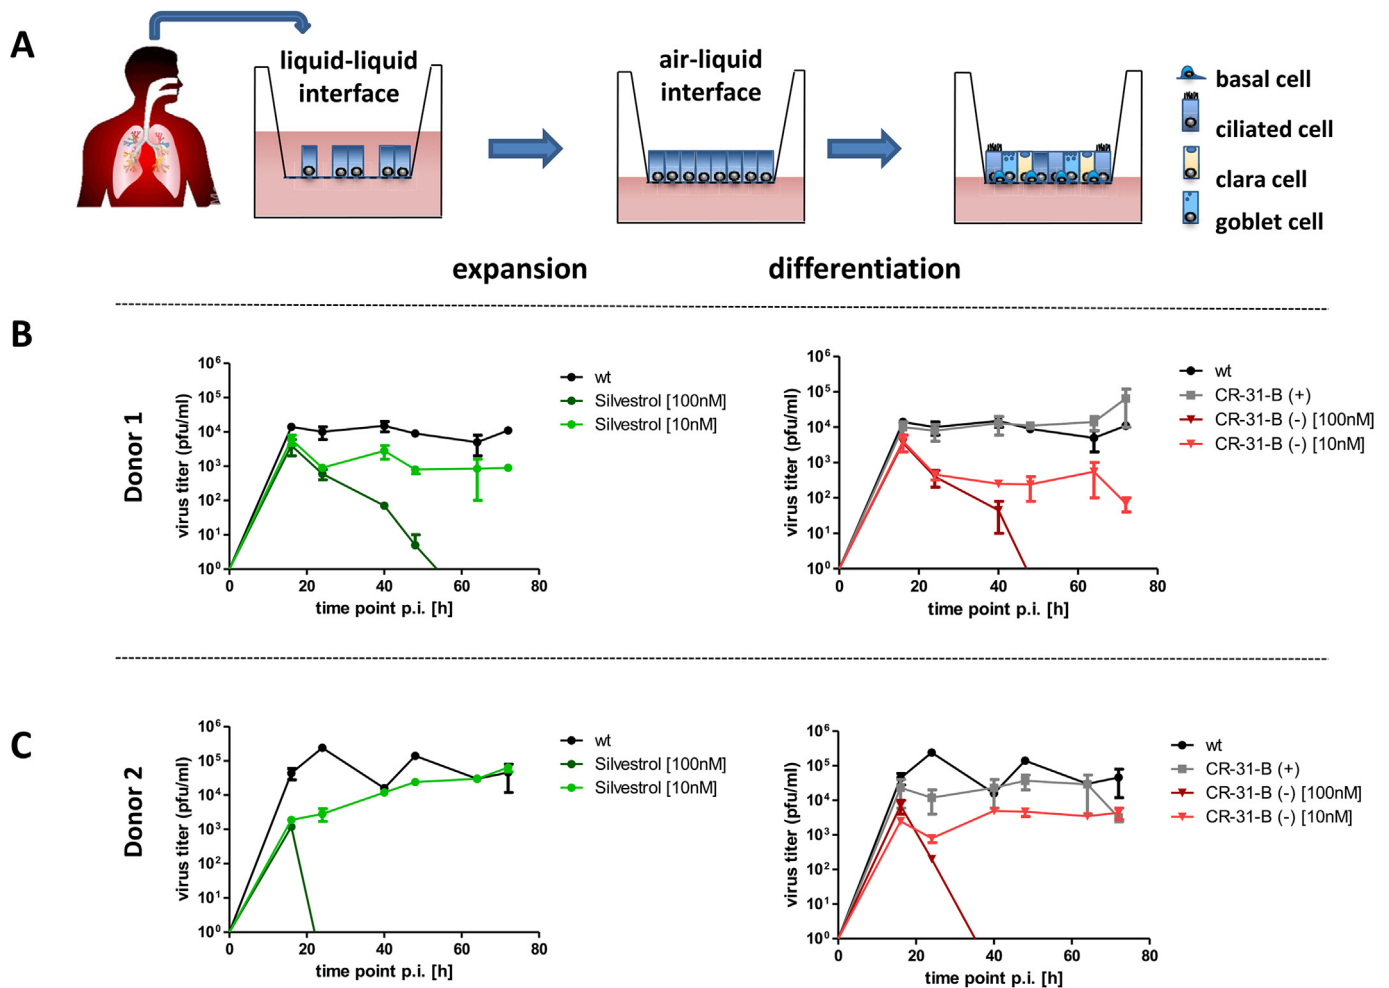 A
liquid-liquid
interface
air-liquid
interface
basal cell
ciliated cell
clara cell
goblet cell
expansion
differentiation
B
Donor 1
virus titer (pfu/ml)
10⁶
10⁵
10⁴
10³
10²
10¹
10⁰
0
20
40
60
80
time point p.i. [h]
wt
Silvestrol [100nM]
Silvestrol [10nM]
virus titer (pfu/ml)
10⁶
10⁵
10⁴
10³
10²
10¹
10⁰
0
20
40
60
80
time point p.i. [h]
wt
CR-31-B (+)
CR-31-B (-) [100nM]
CR-31-B (-) [10nM]
C
Donor 2
virus titer (pfu/ml)
10⁶
10⁵
10⁴
10³
10²
10¹
10⁰
0
20
40
60
80
time point p.i. [h]
wt
Silvestrol [100nM]
Silvestrol [10nM]
virus titer (pfu/ml)
10⁶
10⁵
10⁴
10³
10²
10¹
10⁰
0
20
40
60
80
time point p.i. [h]
wt
CR-31-B (+)
CR-31-B (-) [100nM]
CR-31-B (-) [10nM]